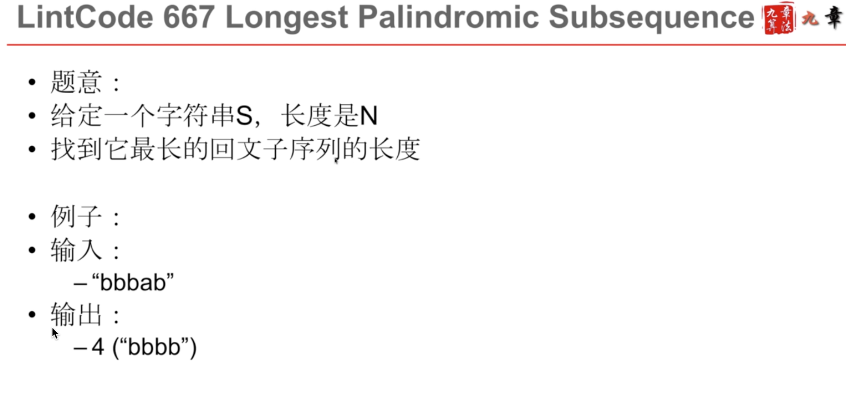 LintCode 667 Longest Palindromic Subsequence 九章算法 九章
• 题意：
• 给定一个字符串S，长度是N
• 找到它最长的回文子序列的长度
• 例子：
• 输入：
– “bbbab”
• 输出：
– 4 (“bbbb”)